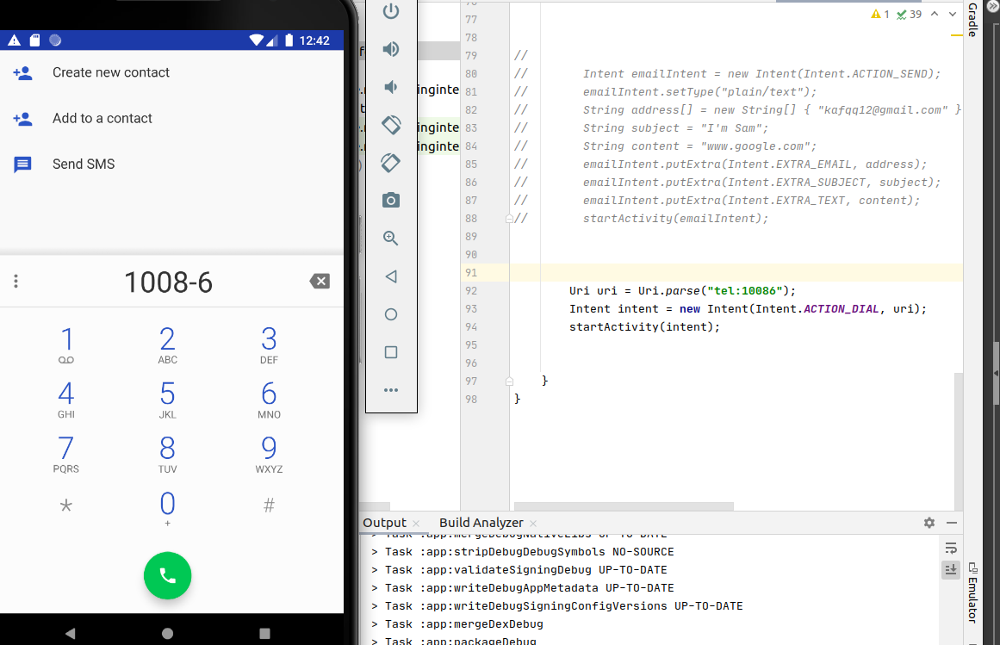 12:42
Create new contact
Add to a contact
Send SMS
1008-6
1
2
ABC
3
DEF
4
GHI
5
JKL
6
MNO
7
PQRS
8
TUV
9
WXYZ
*
0
+
#
inginte
t
inginte
inginte
1 39
77
78
79 //
80 // Intent emailIntent = new Intent(Intent.ACTION_SEND);
81 // emailIntent.setType("plain/text");
82 // String address[] = new String[] { "kafqq12@gmail.com" }
83 // String subject = "I'm Sam";
84 // String content = "www.google.com";
85 // emailIntent.putExtra(Intent.EXTRA_EMAIL, address);
86 // emailIntent.putExtra(Intent.EXTRA_SUBJECT, subject);
87 // emailIntent.putExtra(Intent.EXTRA_TEXT, content);
88 // startActivity(emailIntent);
89
90
91
92 Uri uri = Uri.parse("tel:10086");
93 Intent intent = new Intent(Intent.ACTION_DIAL, uri);
94 startActivity(intent);
95
96
97 }
98 }
Gradle
Output
Build Analyzer
> Task :app:mergeDebugNativeLibs UP-TO-DATE
> Task :app:stripDebugDebugSymbols NO-SOURCE
> Task :app:validateSigningDebug UP-TO-DATE
> Task :app:writeDebugAppMetadata UP-TO-DATE
> Task :app:writeDebugSigningConfigVersions UP-TO-DATE
> Task :app:mergeDexDebug
> Task :app:packageDebug
Emulator